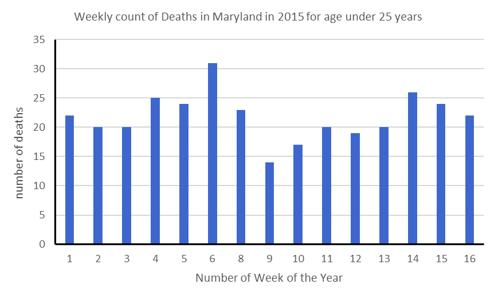 Weekly count of Deaths in Maryland in 2015 for age under 25 years
35
30
25
20
15
10
5
0
number of deaths
1 2 3 4 5 6 8 9 10 11 12 13 14 15 16
Number of Week of the Year